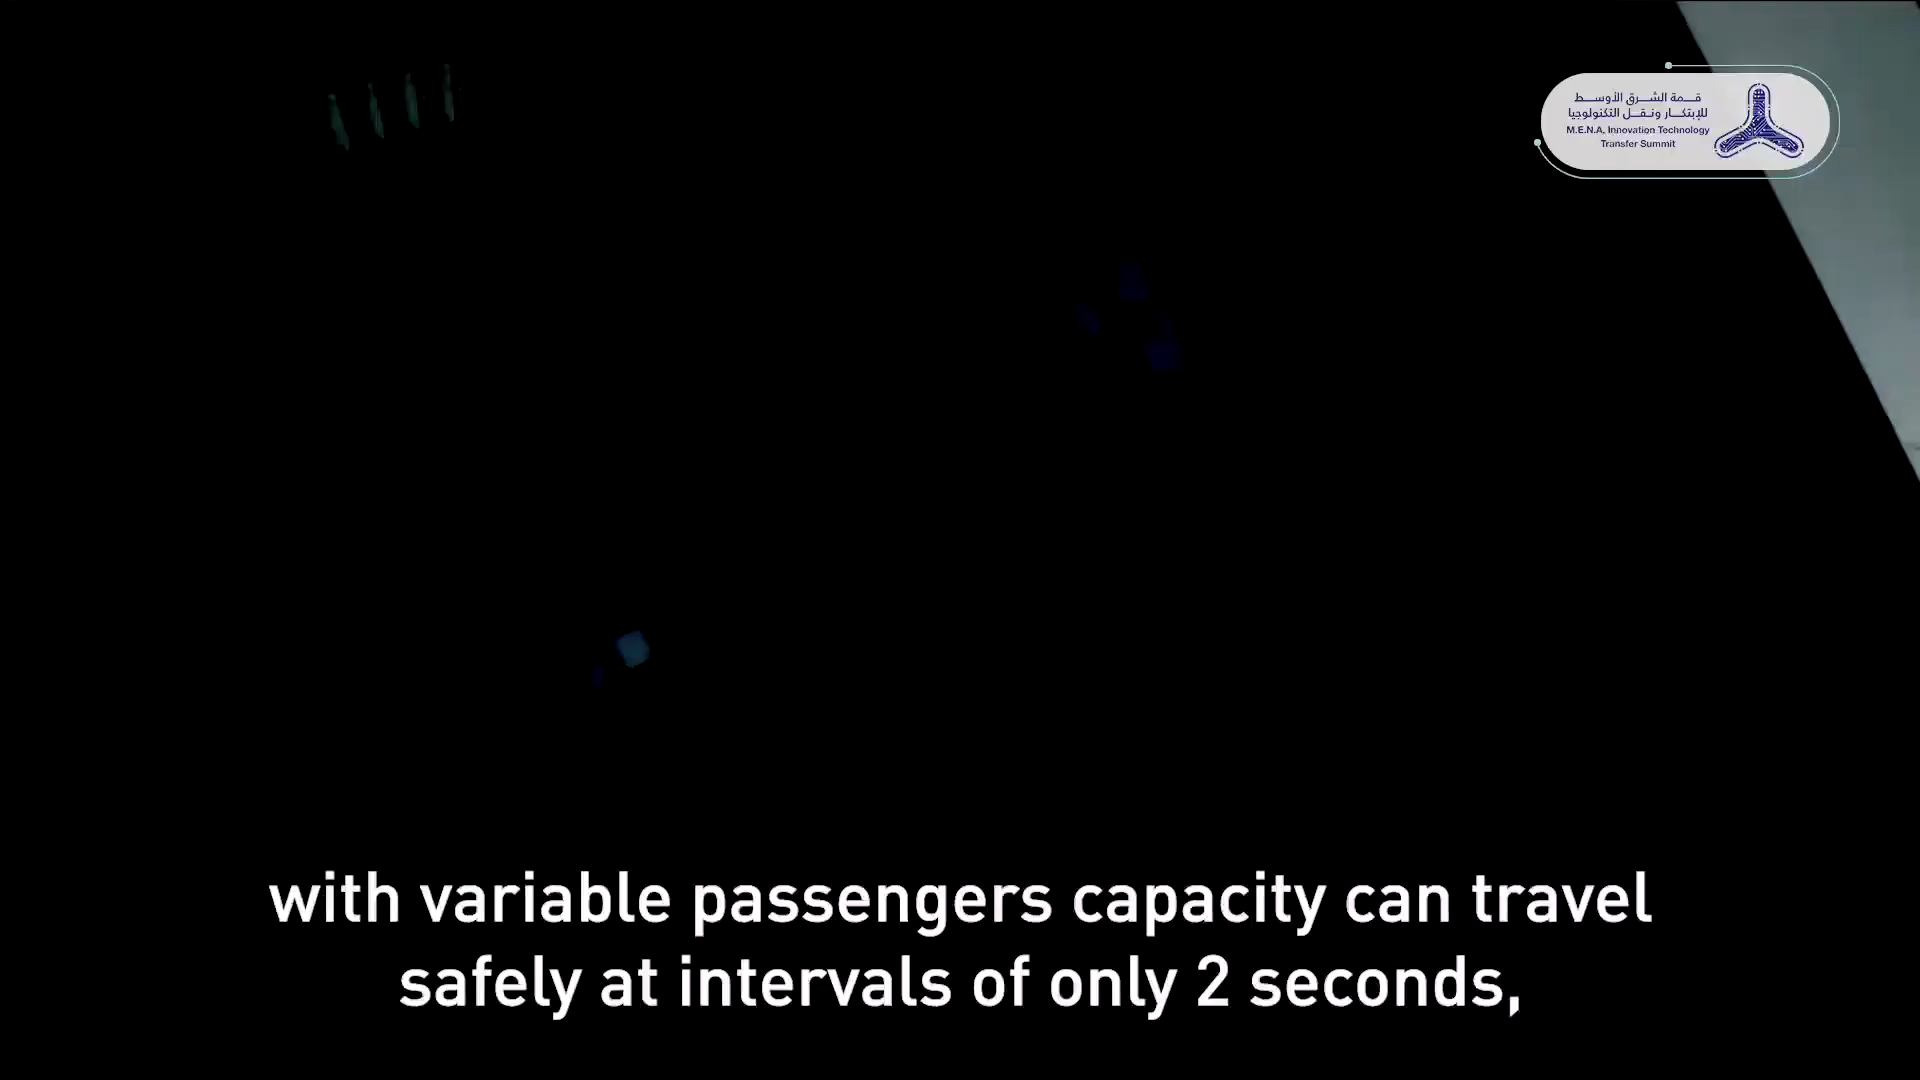 قمة الشرق الأوسط
للإبتكار ونقل التكنولوجيا
M.E.N.A. Innovation Technology
Transfer Summit
with variable passengers capacity can travel
safely at intervals of only 2 seconds,